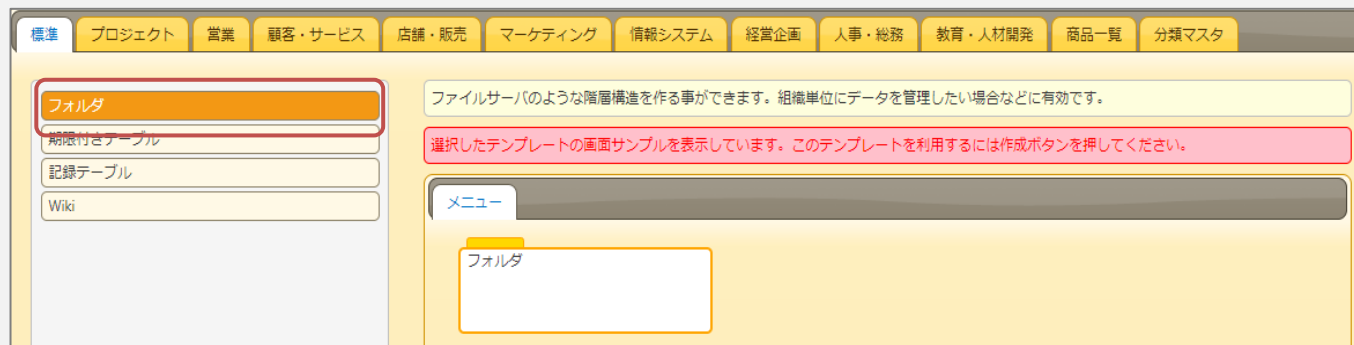 標準 プロジェクト 営業 顧客・サービス 店舗・販売 マーケティング 情報システム 経営企画 人事・総務 教育・人材開発 商品一覧 分類マスタ
フォルダ
期限付きテーブル
記録テーブル
Wiki
ファイルサーバのような階層構造を作る事ができます。組織単位にデータを管理したい場合などに有効です。
選択したテンプレートの画面サンプルを表示しています。このテンプレートを利用するには作成ボタンを押してください。
メニュー
フォルダ